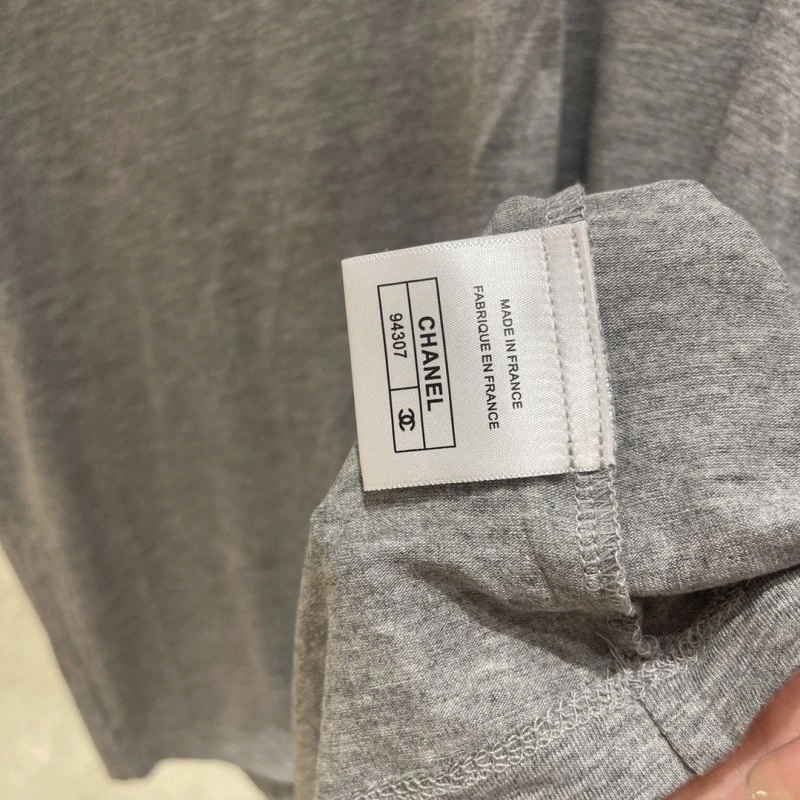 MADE IN FRANCE
FABRIQUE EN FRANCE
CHANEL
94307